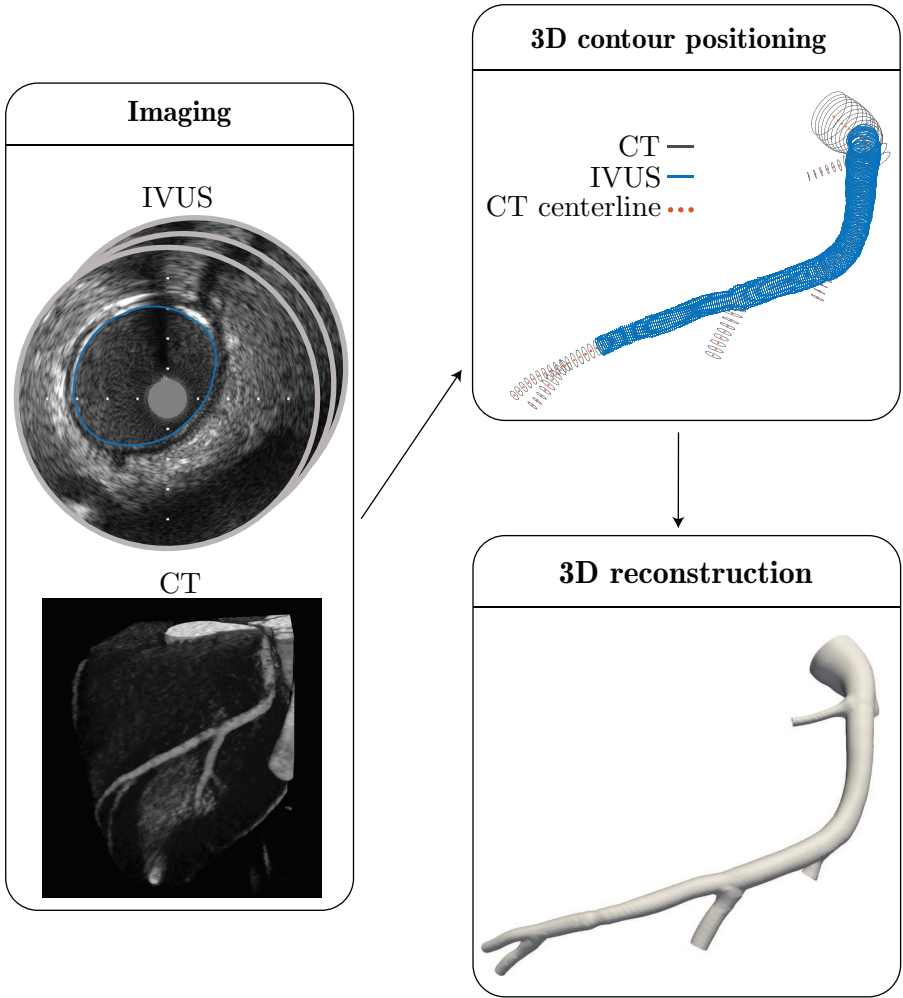 Imaging
IVUS
CT
3D contour positioning
CT
IVUS
CT centerline
3D reconstruction